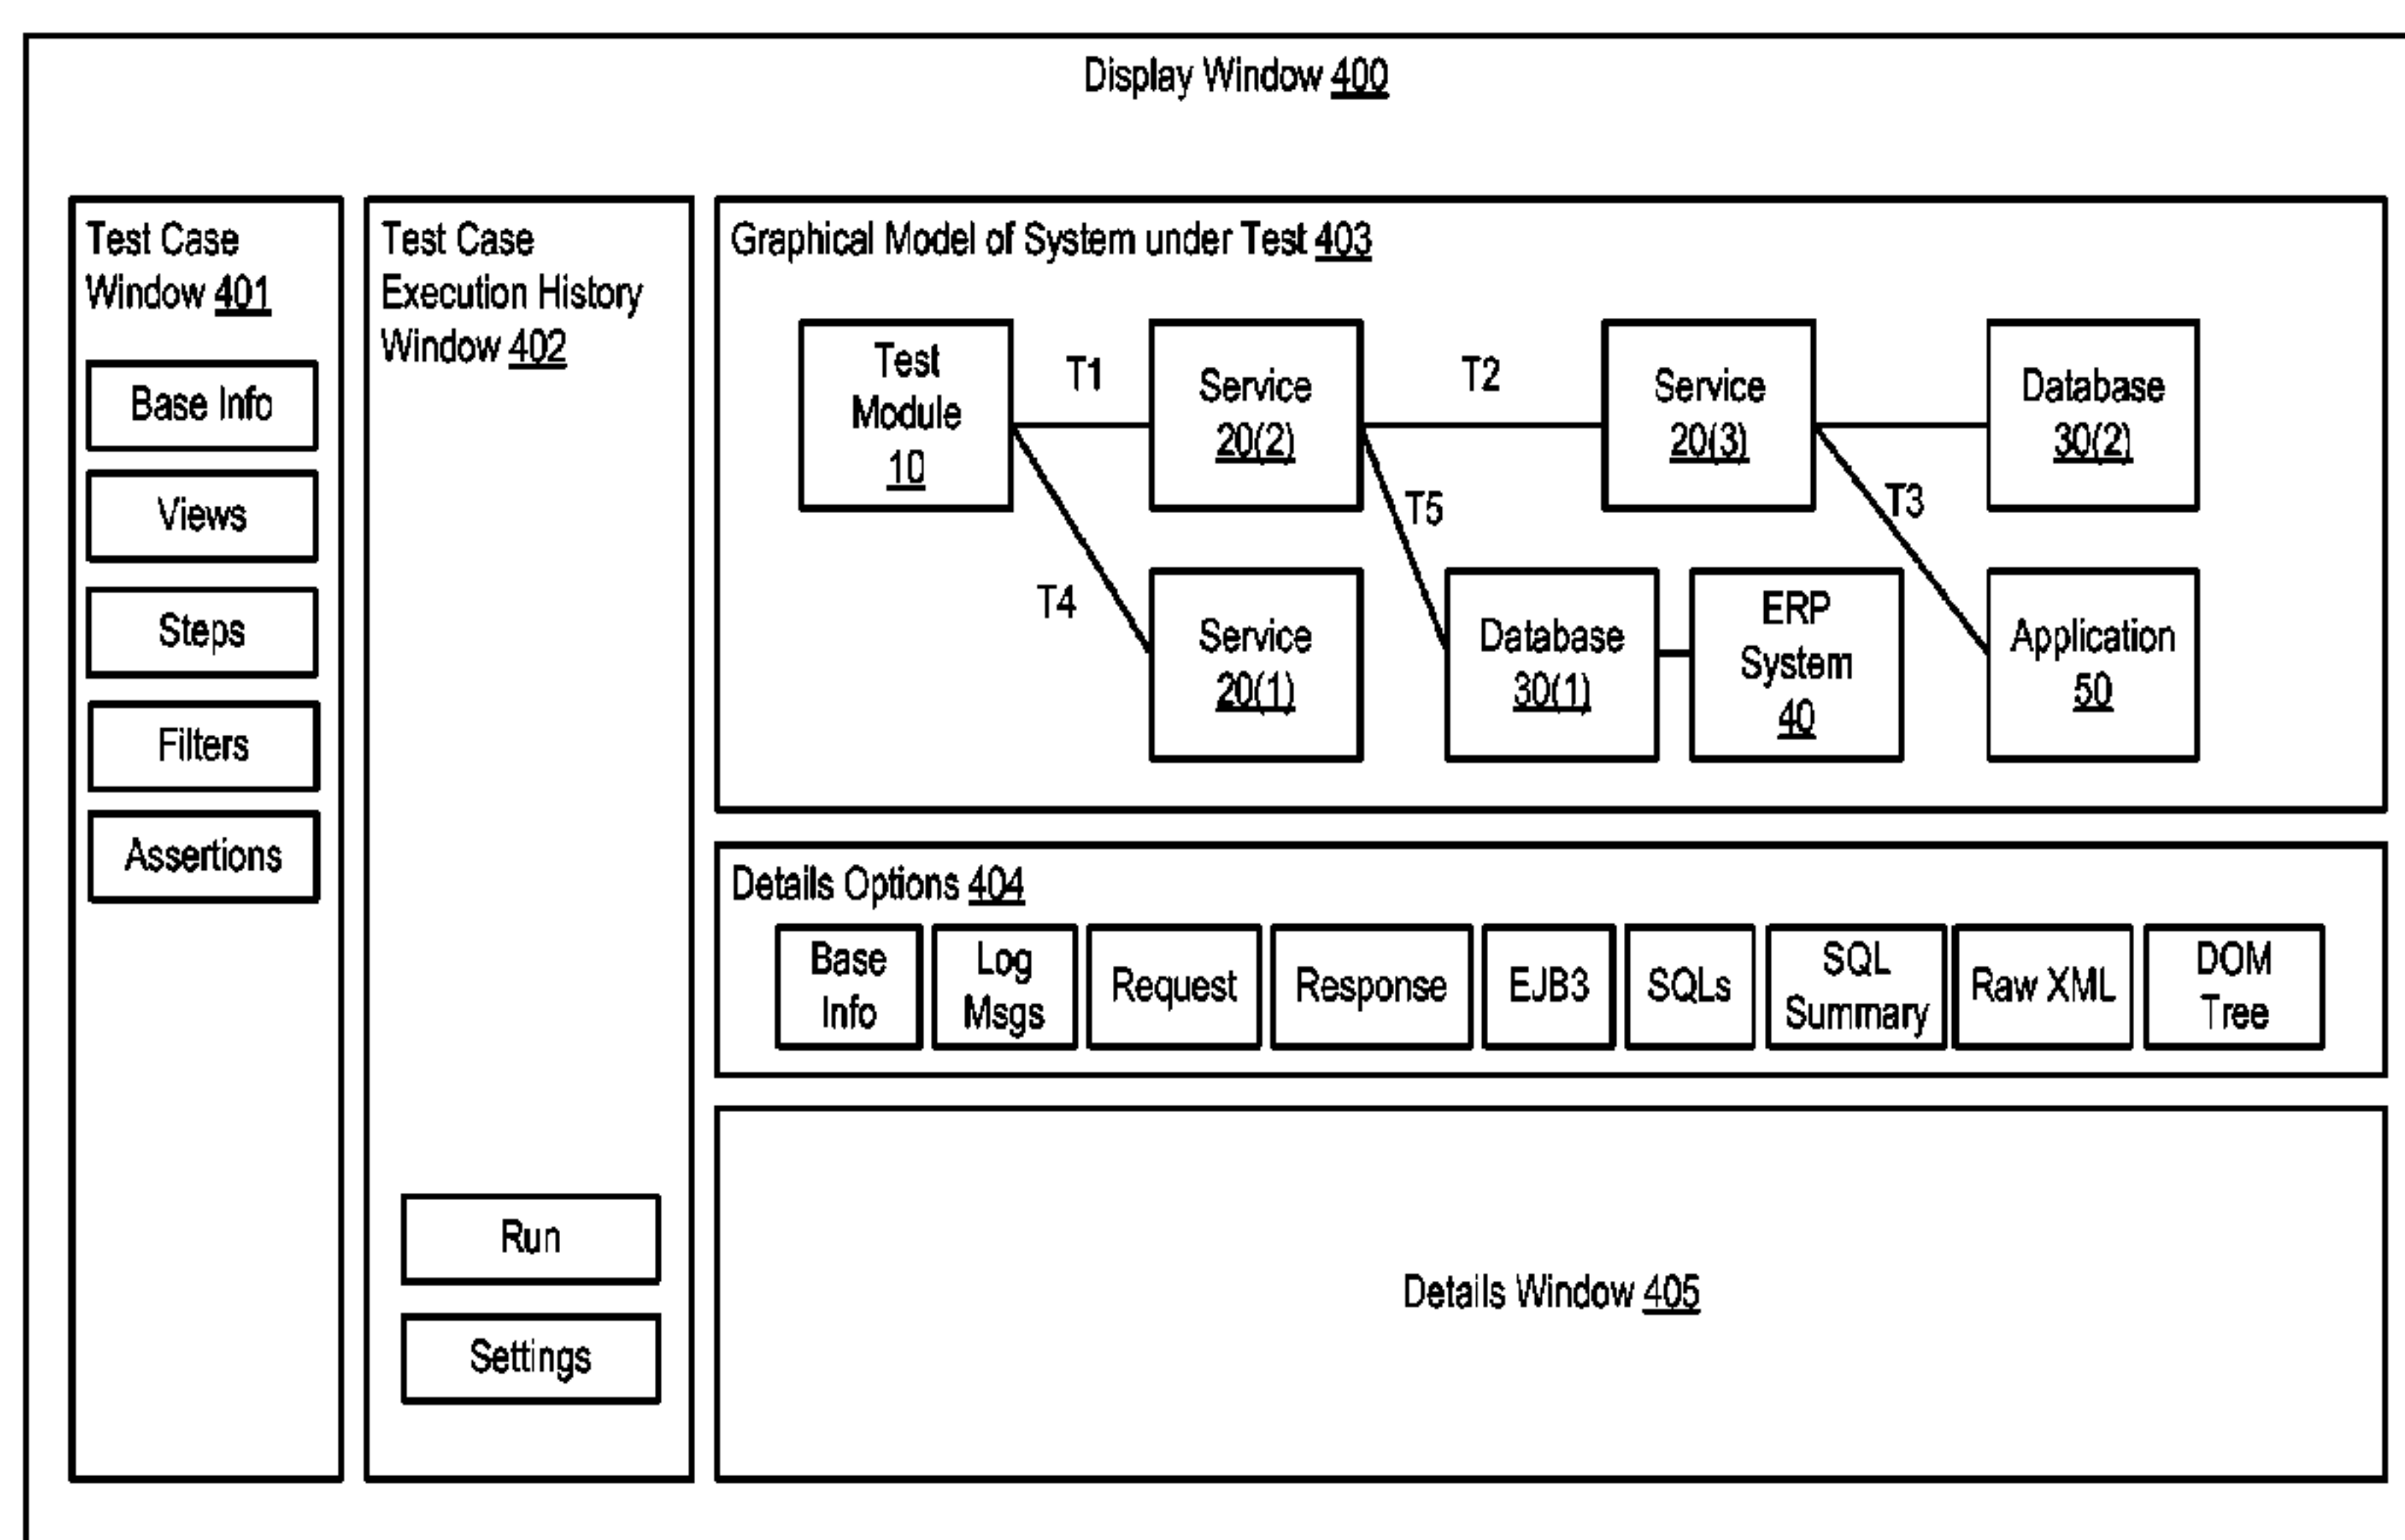 Display Window 400
Test Case
Window 401
Base Info
Views
Steps
Filters
Assertions
Test Case
Execution History
Window 402
Run
Settings
Graphical Model of System under Test 403
Test
Module
10
T1
Service
20(2)
T2
Service
20(3)
Database
30(2)
T4
T5
T3
Service
20(1)
Database
30(1)
ERP
System
40
Application
50
Details Options 404
Base
Info
Log
Msgs
Request
Response
EJB3
SQLs
SQL
Summary
Raw XML
DOM
Tree
Details Window 405